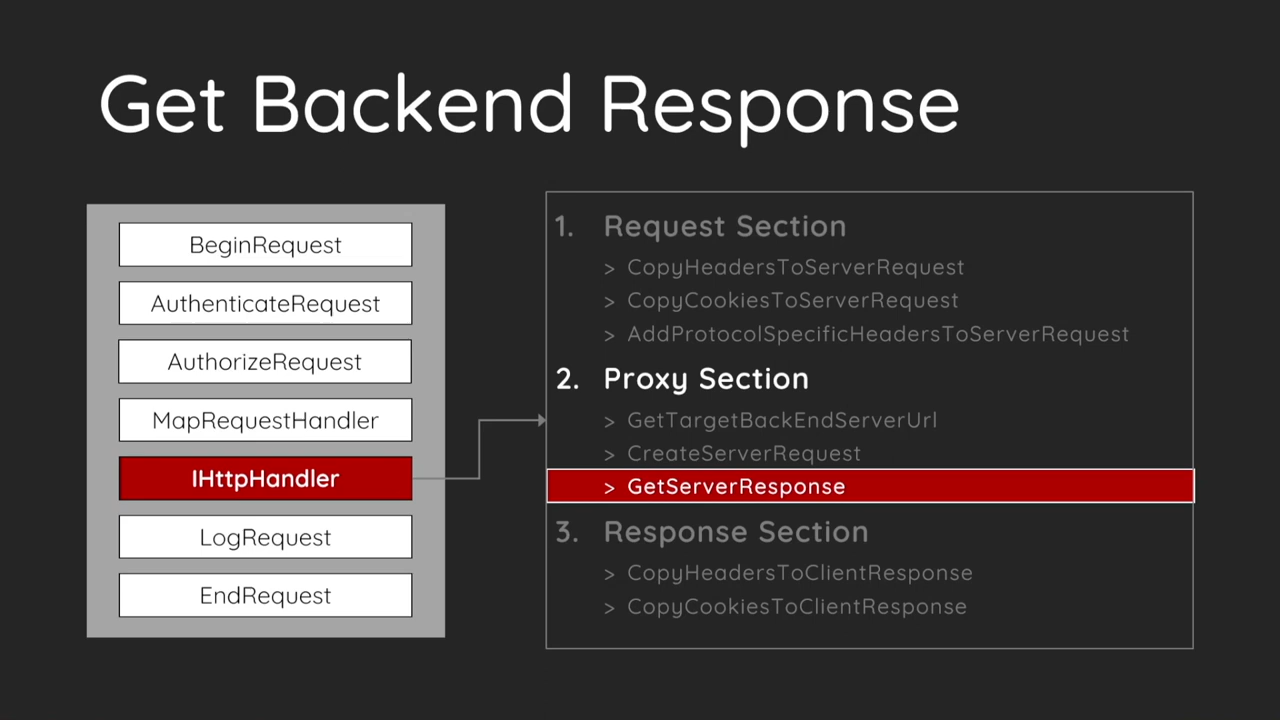 Get Backend Response
BeginRequest
AuthenticateRequest
AuthorizeRequest
MapRequestHandler
IHttpHandler
LogRequest
EndRequest
1. Request Section
> CopyHeadersToServerRequest
> CopyCookiesToServerRequest
> AddProtocolSpecificHeadersToServerRequest
2. Proxy Section
> GetTargetBackEndServerUrl
> CreateServerRequest
> GetServerResponse
3. Response Section
> CopyHeadersToClientResponse
> CopyCookiesToClientResponse